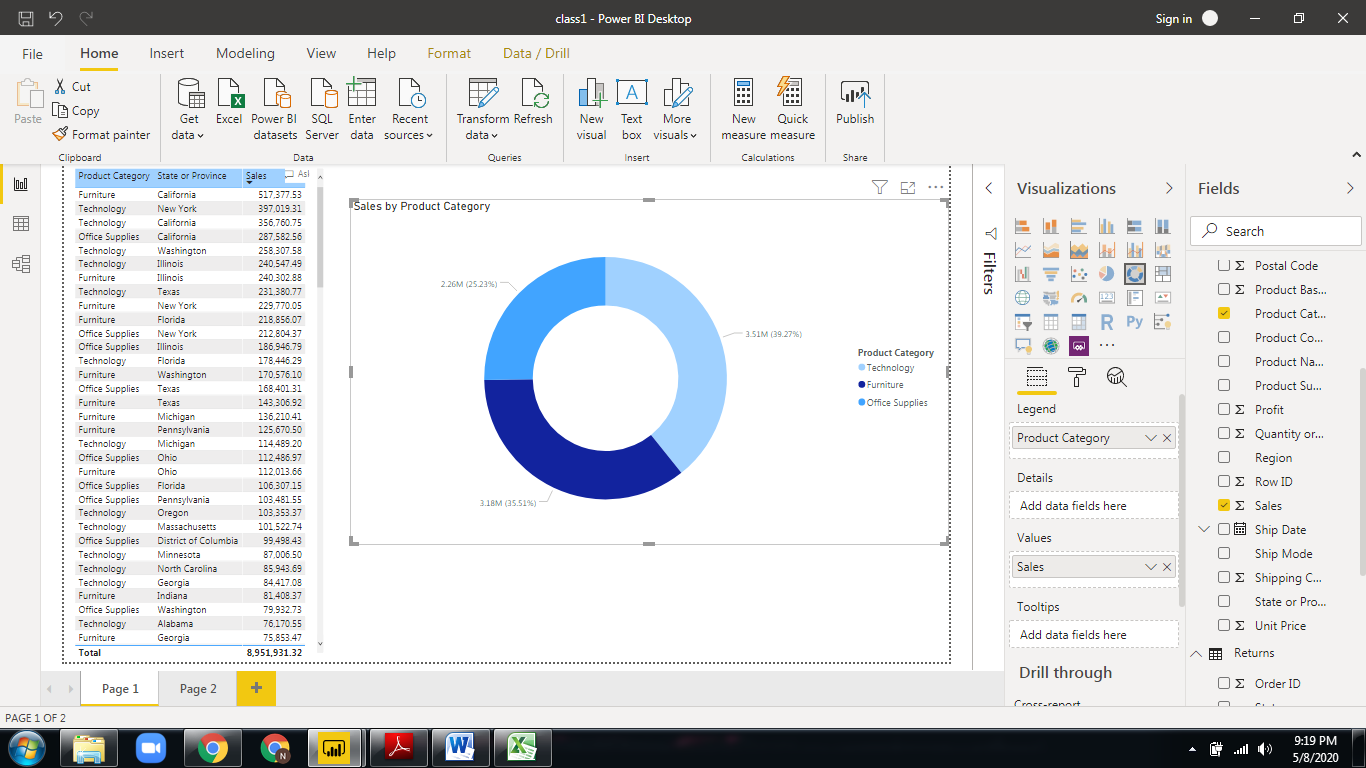 class1 - Power BI Desktop
Sign in
File Home Insert Modeling View Help Format Data / Drill
Paste
Cut
Copy
Format painter
Clipboard
Get data
Excel
Power BI datasets
SQL Server
Enter data
Recent sources
Data
Transform data
Refresh
Queries
New visual
Text box
More visuals
Insert
New measure
Quick measure
Calculations
Publish
Share
Product Category State or Province Sales
Ask
Furniture California 517,377.53
Technology New York 397,019.31
Technology California 356,760.75
Office Supplies California 287,582.56
Technology Washington 258,307.58
Technology Illinois 240,547.49
Furniture Illinois 240,302.88
Technology Texas 231,380.77
Furniture New York 229,770.05
Furniture Florida 218,856.07
Office Supplies New York 212,804.37
Office Supplies Illinois 186,946.79
Technology Florida 178,446.29
Furniture Washington 170,576.10
Office Supplies Texas 168,401.31
Furniture Texas 143,306.92
Furniture Michigan 136,210.41
Furniture Pennsylvania 125,670.50
Technology Michigan 114,489.20
Office Supplies Ohio 112,486.97
Furniture Ohio 112,013.66
Office Supplies Florida 106,307.15
Office Supplies Pennsylvania 103,481.55
Technology Oregon 103,353.37
Technology Massachusetts 101,522.74
Office Supplies District of Columbia 99,498.43
Technology Minnesota 87,006.50
Technology North Carolina 85,943.69
Technology Georgia 84,417.08
Furniture Indiana 81,408.37
Office Supplies Washington 79,932.73
Technology Alabama 76,170.55
Furniture Georgia 75,853.47
Total 8,951,931.32
Sales by Product Category
2.26M (25.23%)
3.51M (39.27%)
3.18M (35.51%)
Product Category
Technology
Furniture
Office Supplies
Filters
Visualizations
R Py
123
Legend
Product Category
Details
Add data fields here
Values
Sales
Tooltips
Add data fields here
Drill through
Cross-report
Fields
Search
Postal Code
Product Bas...
Product Cat...
Product Co...
Product Na...
Product Su...
Profit
Quantity or...
Region
Row ID
Sales
Ship Date
Ship Mode
Shipping C...
State or Pro...
Unit Price
Returns
Order ID
Page 1 Page 2 +
PAGE 1 OF 2
9:19 PM
5/8/2020